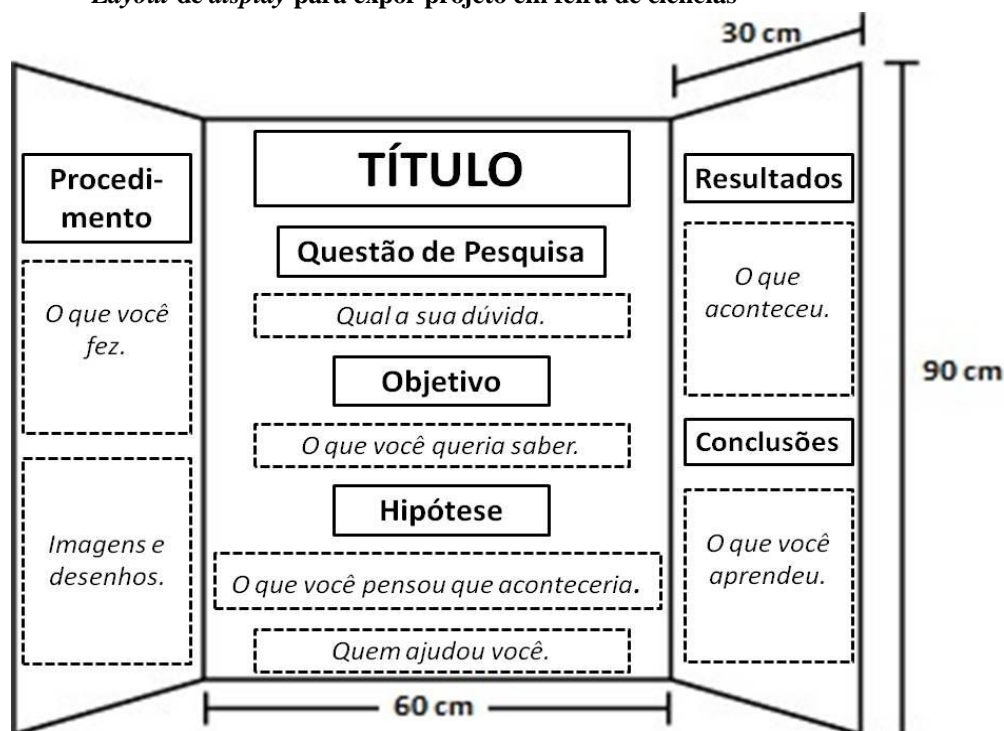 Layout de display para expor projeto em feira de ciências
30 cm
Procedi-
mento
O que você
fez.
Imagens e
desenhos.
TÍTULO
Questão de Pesquisa
Qual a sua dúvida.
Objetivo
O que você queria saber.
Hipótese
O que você pensou que aconteceria.
Quem ajudou você.
60 cm
Resultados
O que
aconteceu.
Conclusões
O que você
aprendeu.
90 cm